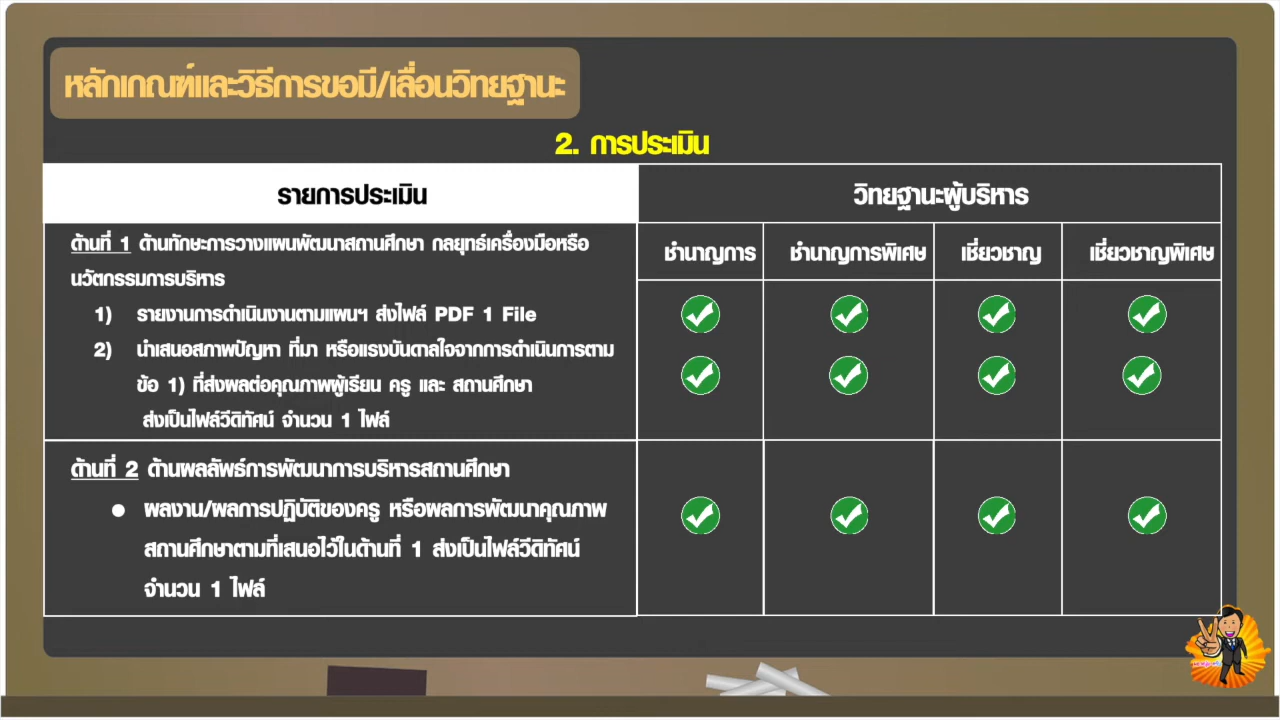 หลักเกณฑ์และวิธีการขอมี/เลื่อนวิทยฐานะ
2. การประเมิน
รายการประเมิน
วิทยฐานะผู้บริหาร
ชำนาญการ
ชำนาญการพิเศษ
เชี่ยวชาญ
เชี่ยวชาญพิเศษ
ด้านที่ 1 ด้านทักษะการวางแผนพัฒนาสถานศึกษา กลยุทธ์เครื่องมือหรือ
นวัตกรรมการบริหาร
1) รายงานการดำเนินงานตามแผนฯ ส่งไฟล์ PDF 1 File
2) นำเสนอสภาพปัญหา ที่มา หรือแรงบันดาลใจจากการดำเนินการตาม
ข้อ 1) ที่ส่งผลต่อคุณภาพผู้เรียน ครู และ สถานศึกษา
ส่งเป็นไฟล์วีดิทัศน์ จำนวน 1 ไฟล์
ด้านที่ 2 ด้านผลลัพธ์การพัฒนาการบริหารสถานศึกษา
● ผลงาน/ผลการปฏิบัติของครู หรือผลการพัฒนาคุณภาพ
สถานศึกษาตามที่เสนอไว้ในด้านที่ 1 ส่งเป็นไฟล์วีดิทัศน์
จำนวน 1 ไฟล์